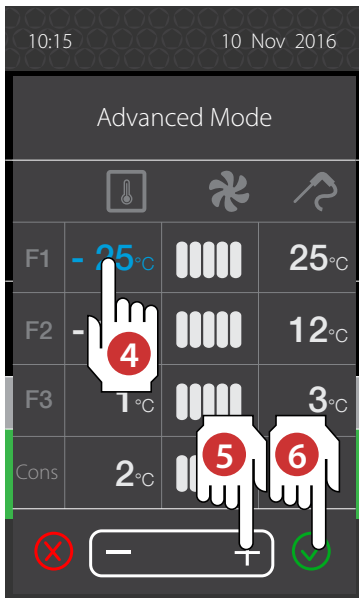 10:15 10 Nov 2016
Advanced Mode
F1 - 25°C 25°C
F2 - 12°C
4
F3 1°C 3°C
5 6
Cons 2°C
− +